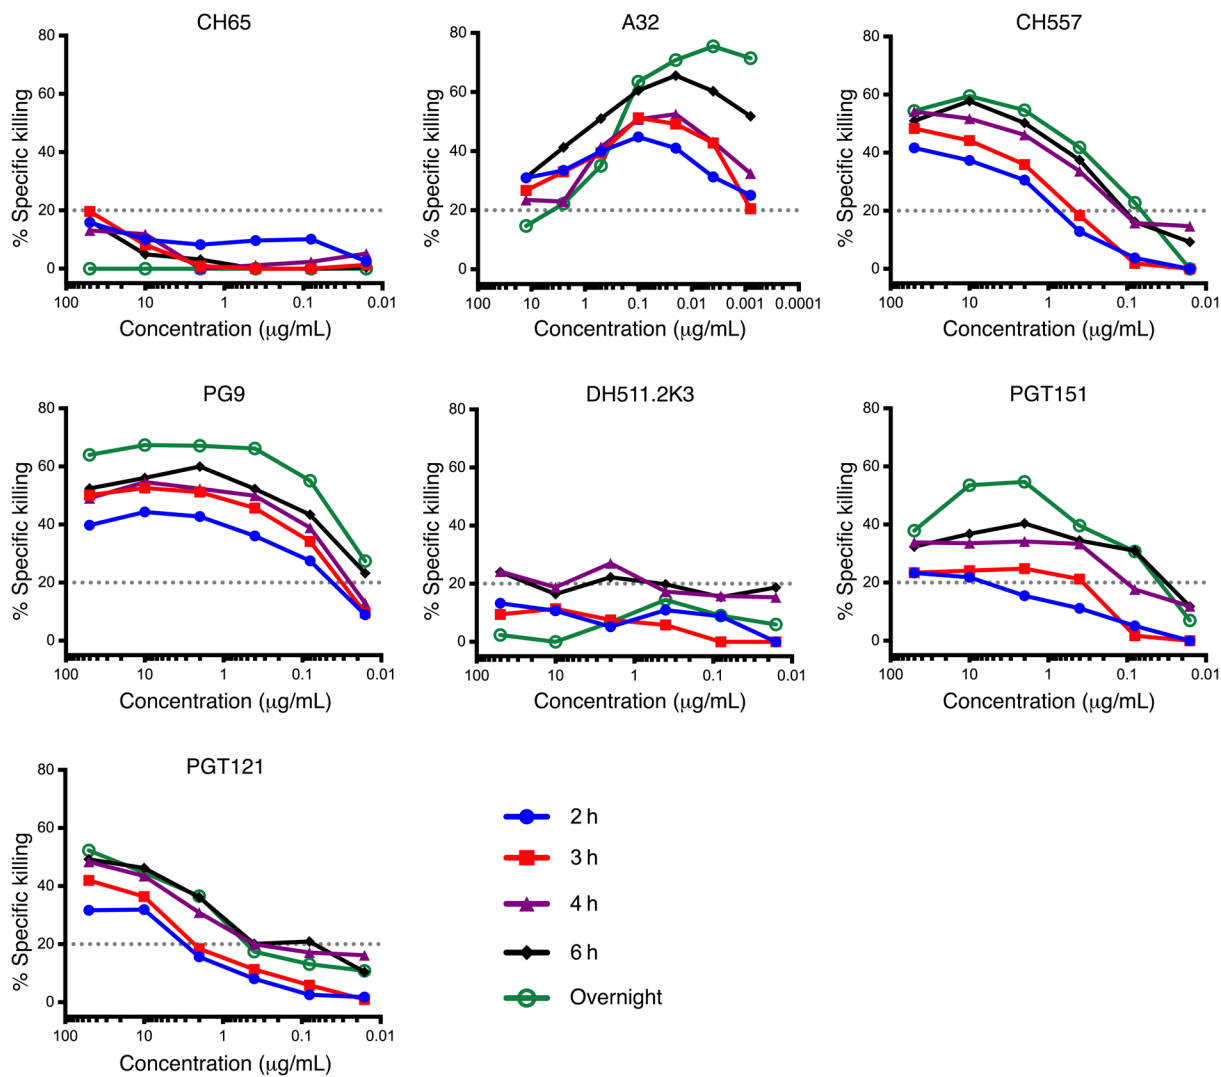 CH65
80
60
40
20
0
% Specific killing
100 10 1 0.1 0.01
Concentration (μg/mL)
A32
80
60
40
20
0
% Specific killing
100 10 1 0.1 0.01 0.001 0.0001
Concentration (μg/mL)
CH557
80
60
40
20
0
% Specific killing
100 10 1 0.1 0.01
Concentration (μg/mL)
PG9
80
60
40
20
0
% Specific killing
100 10 1 0.1 0.01
Concentration (μg/mL)
DH511.2K3
80
60
40
20
0
% Specific killing
100 10 1 0.1 0.01
Concentration (μg/mL)
PGT151
80
60
40
20
0
% Specific killing
100 10 1 0.1 0.01
Concentration (μg/mL)
PGT121
80
60
40
20
0
% Specific killing
100 10 1 0.1 0.01
Concentration (μg/mL)
2 h
3 h
4 h
6 h
Overnight